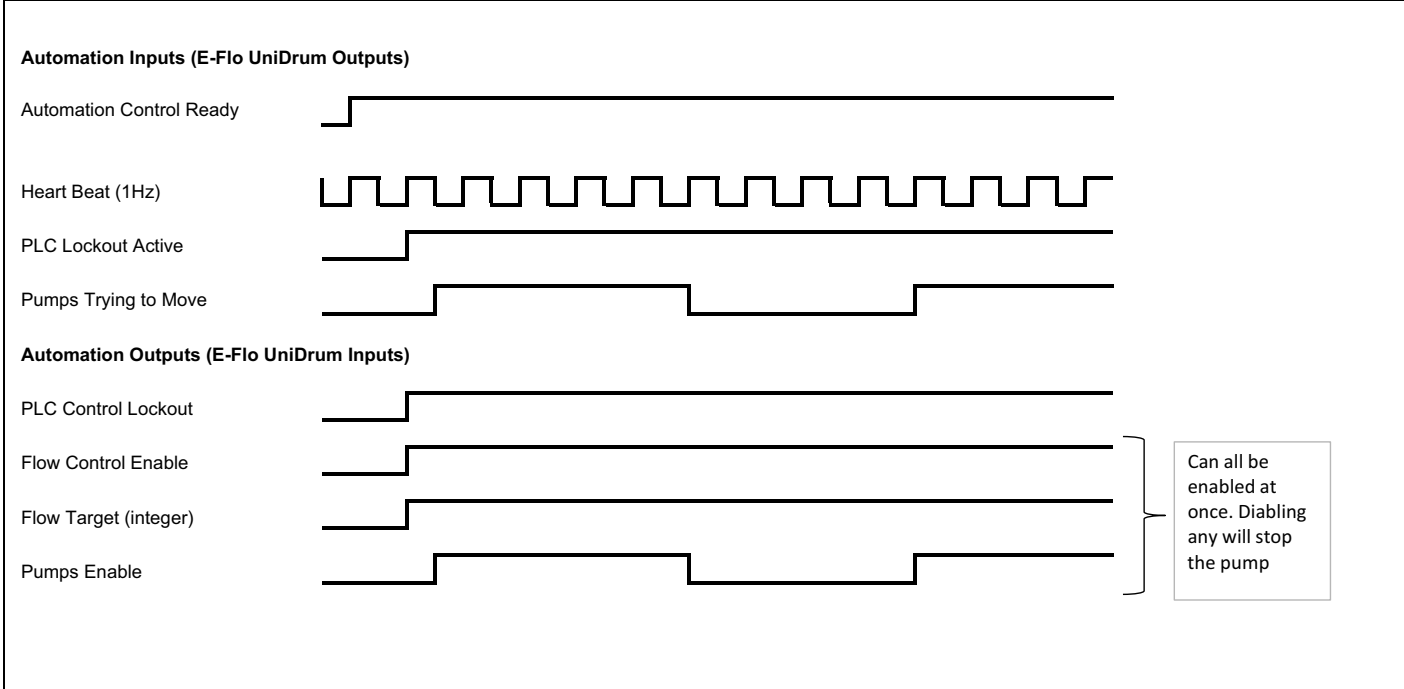 Automation Inputs (E-Flo UniDrum Outputs)
Automation Control Ready
Heart Beat (1Hz)
PLC Lockout Active
Pumps Trying to Move
Automation Outputs (E-Flo UniDrum Inputs)
PLC Control Lockout
Flow Control Enable
Flow Target (integer)
Pumps Enable
Can all be
enabled at
once. Diabling
any will stop
the pump